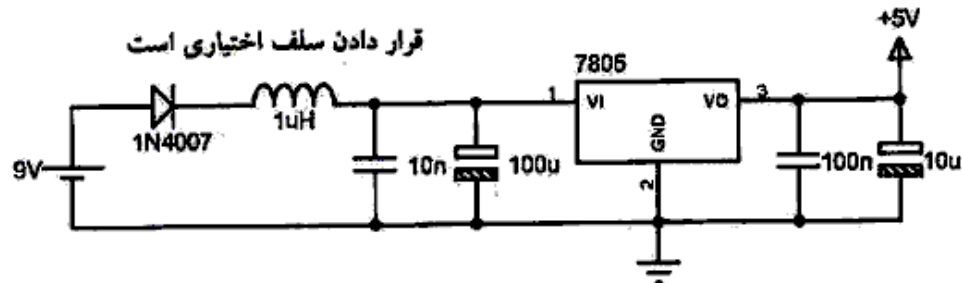 قرار دادن سلف اختیاری است
+5V
7805
1N4007
1uH
1
VI
VO
3
GND
2
9V
10n
100u
100n
10u